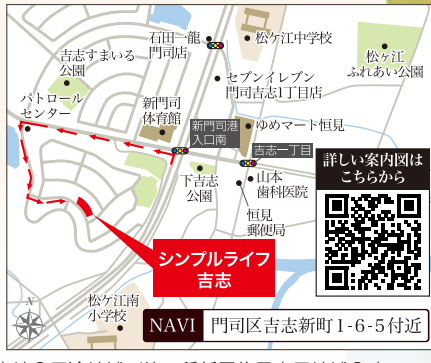 石田一龍
門司店
松ヶ江中学校
吉志すまいる
公園
松ヶ江
ふれあい公園
セブンイレブン
門司吉志1丁目店
パトロール
センター
新門司
体育館
新門司港
入口南
ゆめマート恒見
吉志一丁目
詳しい案内図は
こちらから
下吉志
公園
山本
歯科医院
恒見
郵便局
シンプルライフ
吉志
松ケ江南
小学校
N
NAVI 門司区吉志新町1-6-5付近